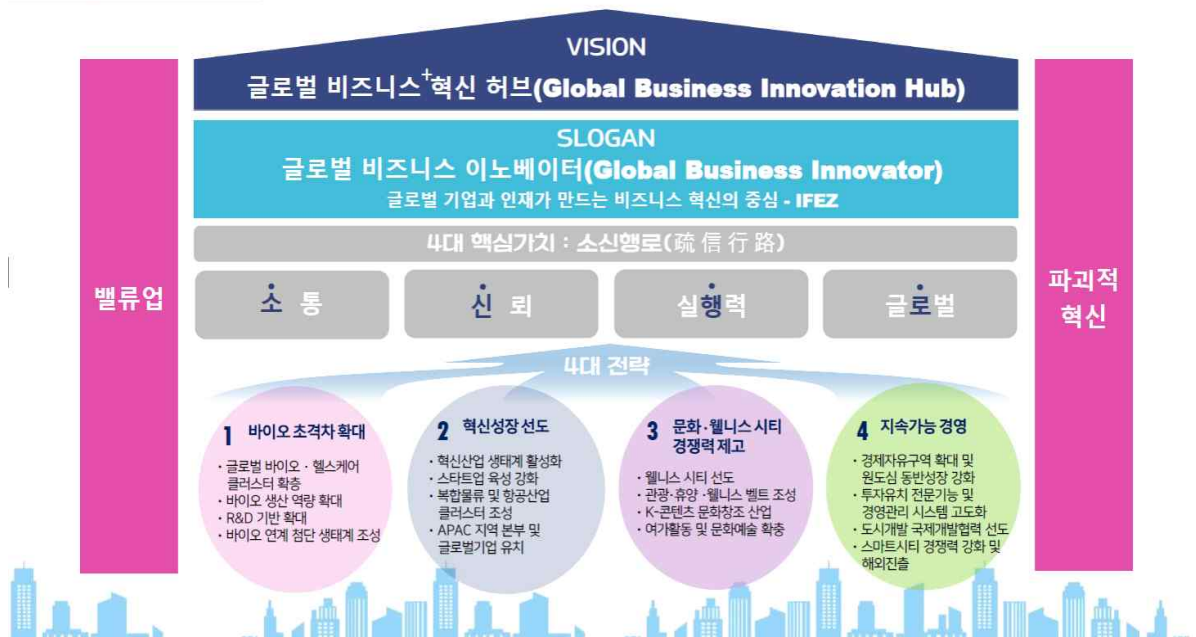 VISION
글로벌 비즈니스+혁신 허브(Global Business Innovation Hub)
SLOGAN
글로벌 비즈니스 이노베이터(Global Business Innovator)
글로벌 기업과 인재가 만드는 비즈니스 혁신의 중심 - IFEZ
4대 핵심가치 : 소신행로(疏信行路)
밸류업
소 통
신 뢰
실행력
글로벌
파괴적
혁신
4대 전략
1 바이오 초격차 확대
· 글로벌 바이오 · 헬스케어
클러스터 확충
· 바이오 생산 역량 확대
· R&D 기반 확대
· 바이오 연계 첨단 생태계 조성
2 혁신성장 선도
· 혁신산업 생태계 활성화
· 스타트업 육성 강화
· 복합물류 및 항공산업
클러스터 조성
· APAC 지역 본부 및
글로벌기업 유치
3 문화·웰니스 시티
경쟁력 제고
· 웰니스 시티 선도
· 관광·휴양 ·웰니스 벨트 조성
· K-콘텐츠 문화창조 산업
· 여가활동 및 문화예술 확충
4 지속가능 경영
· 경제자유구역 확대 및
원도심 동반성장 강화
· 투자유치 전문기능 및
경영관리 시스템 고도화
· 도시개발 국제개발협력 선도
· 스마트시티 경쟁력 강화 및
해외진출